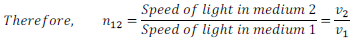 Therefore, n12 = Speed of light in medium 2 / Speed of light in medium 1 = v2 / v1